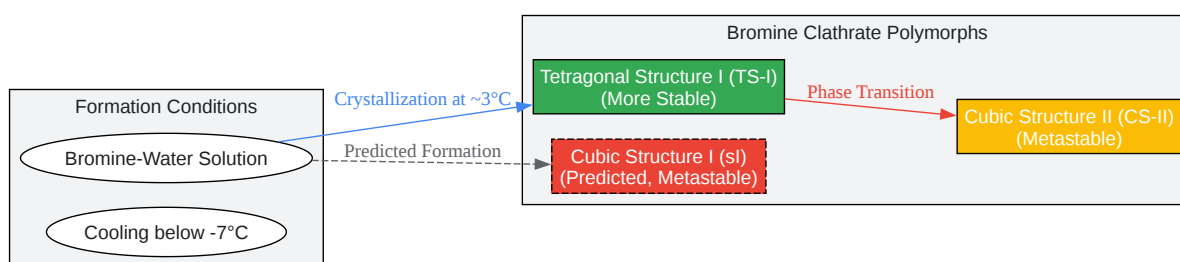 Bromine Clathrate Polymorphs
Tetragonal Structure I (TS-I)
(More Stable)
Phase Transition
Cubic Structure II (CS-II)
(Metastable)
Formation Conditions
Crystallization at ~3°C
Bromine-Water Solution
Predicted Formation
Cubic Structure I (sI)
(Predicted, Metastable)
Cooling below -7°C